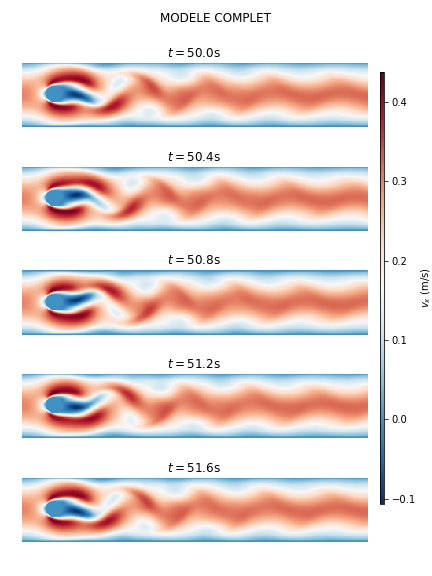 MODELE COMPLET
t = 50.0s
t = 50.4s
t = 50.8s
t = 51.2s
t = 51.6s
0.4
0.3
0.2
0.1
0.0
−0.1
vₓ (m/s)